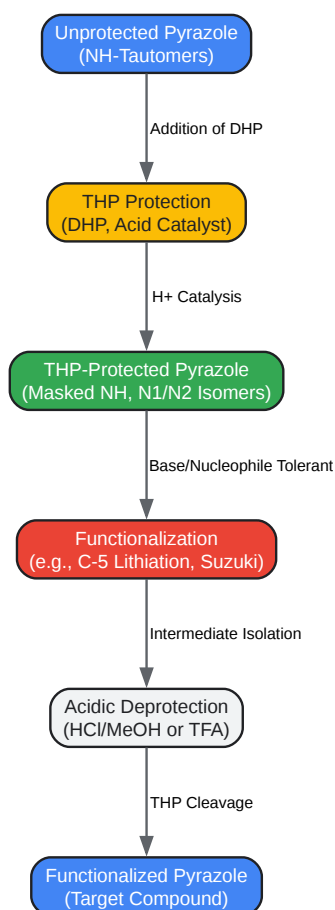 Unprotected Pyrazole
(NH-Tautomers)
Addition of DHP
THP Protection
(DHP, Acid Catalyst)
H+ Catalysis
THP-Protected Pyrazole
(Masked NH, N1/N2 Isomers)
Base/Nucleophile Tolerant
Functionalization
(e.g., C-5 Lithiation, Suzuki)
Intermediate Isolation
Acidic Deprotection
(HCl/MeOH or TFA)
THP Cleavage
Functionalized Pyrazole
(Target Compound)